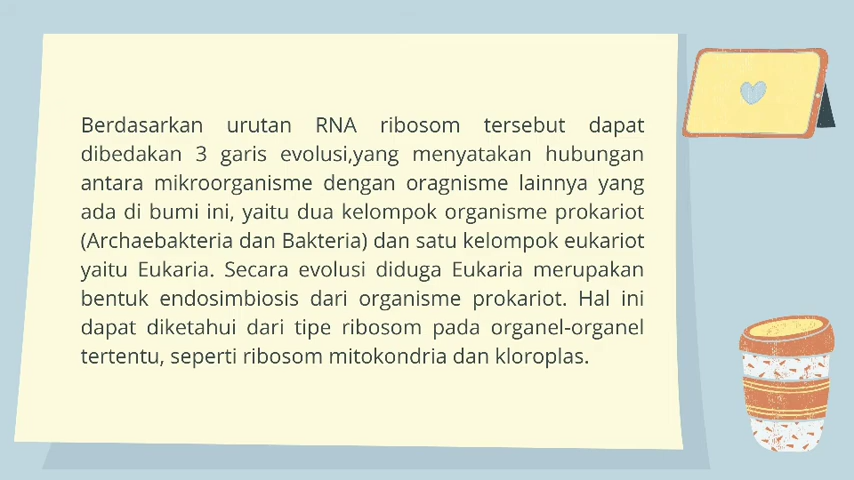 Berdasarkan urutan RNA ribosom tersebut dapat
dibedakan 3 garis evolusi,yang menyatakan hubungan
antara mikroorganisme dengan oragnisme lainnya yang
ada di bumi ini, yaitu dua kelompok organisme prokariot
(Archaebakteria dan Bakteria) dan satu kelompok eukariot
yaitu Eukaria. Secara evolusi diduga Eukaria merupakan
bentuk endosimbiosis dari organisme prokariot. Hal ini
dapat diketahui dari tipe ribosom pada organel-organel
tertentu, seperti ribosom mitokondria dan kloroplas.